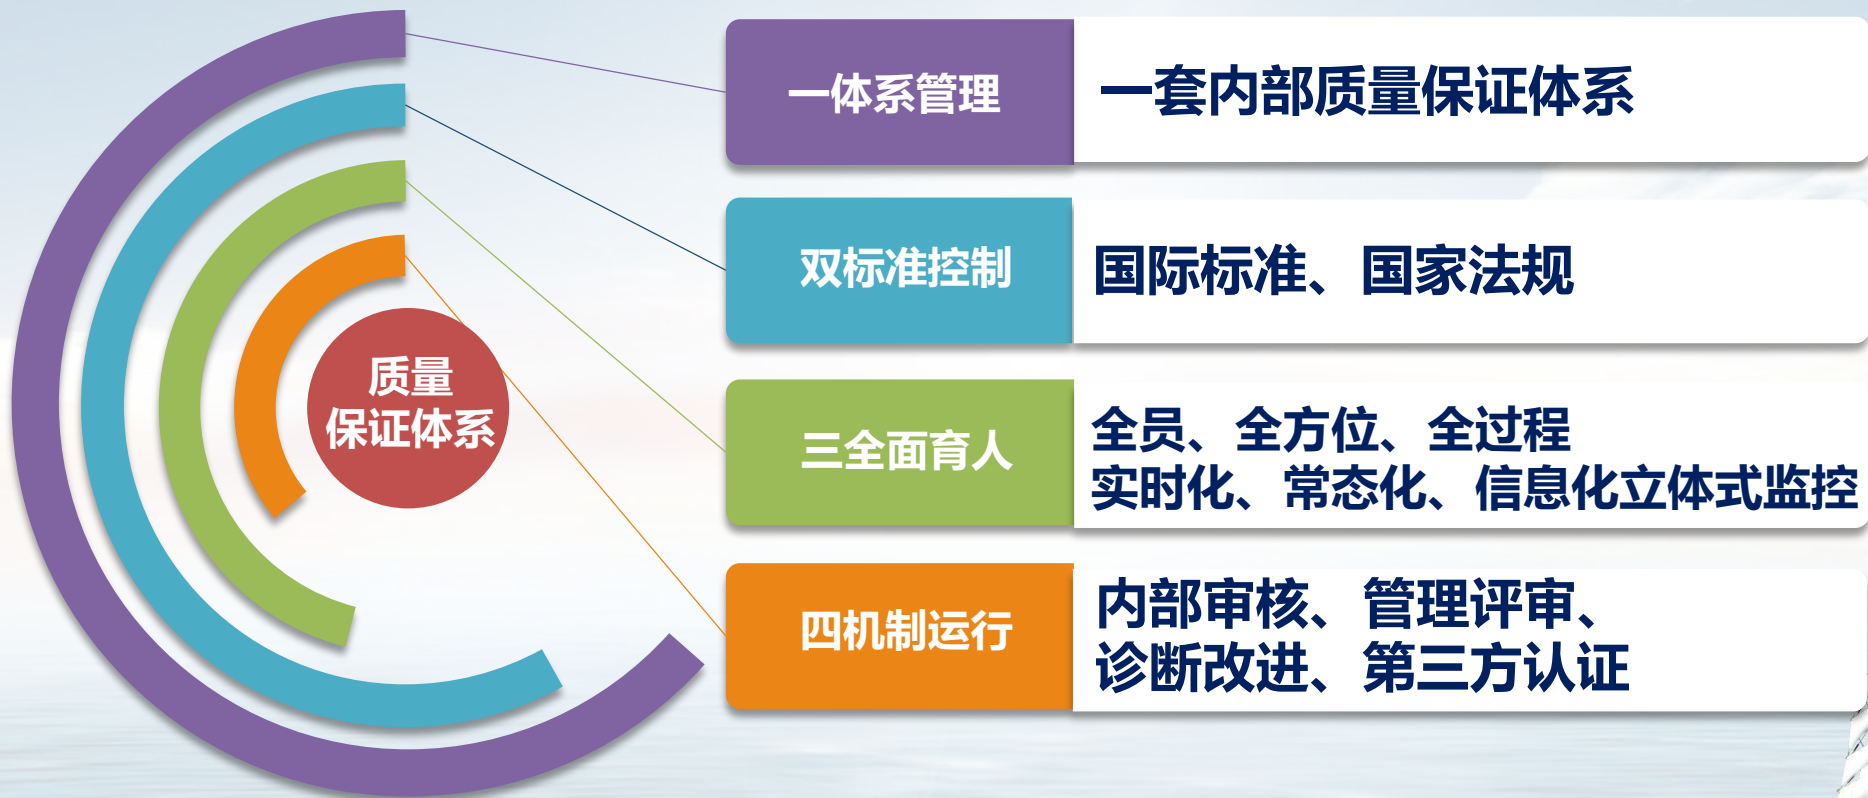 质量
保证体系
一体系管理
一套内部质量保证体系
双标准控制
国际标准、国家法规
三全面育人
全员、全方位、全过程
实时化、常态化、信息化立体式监控
四机制运行
内部审核、管理评审、
诊断改进、第三方认证